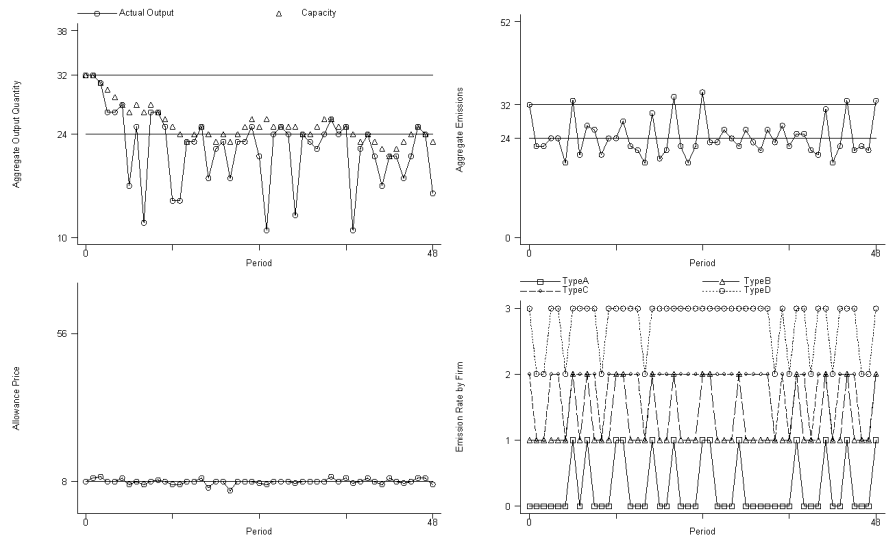 Actual Output
Capacity
38
32
24
10
Aggregate Output Quantity
0
48
Period
52
32
24
0
Aggregate Emissions
0
48
Period
56
8
Allowance Price
0
48
Period
TypeA
TypeB
TypeC
TypeD
3
2
1
0
Emission Rate by Firm
0
48
Period